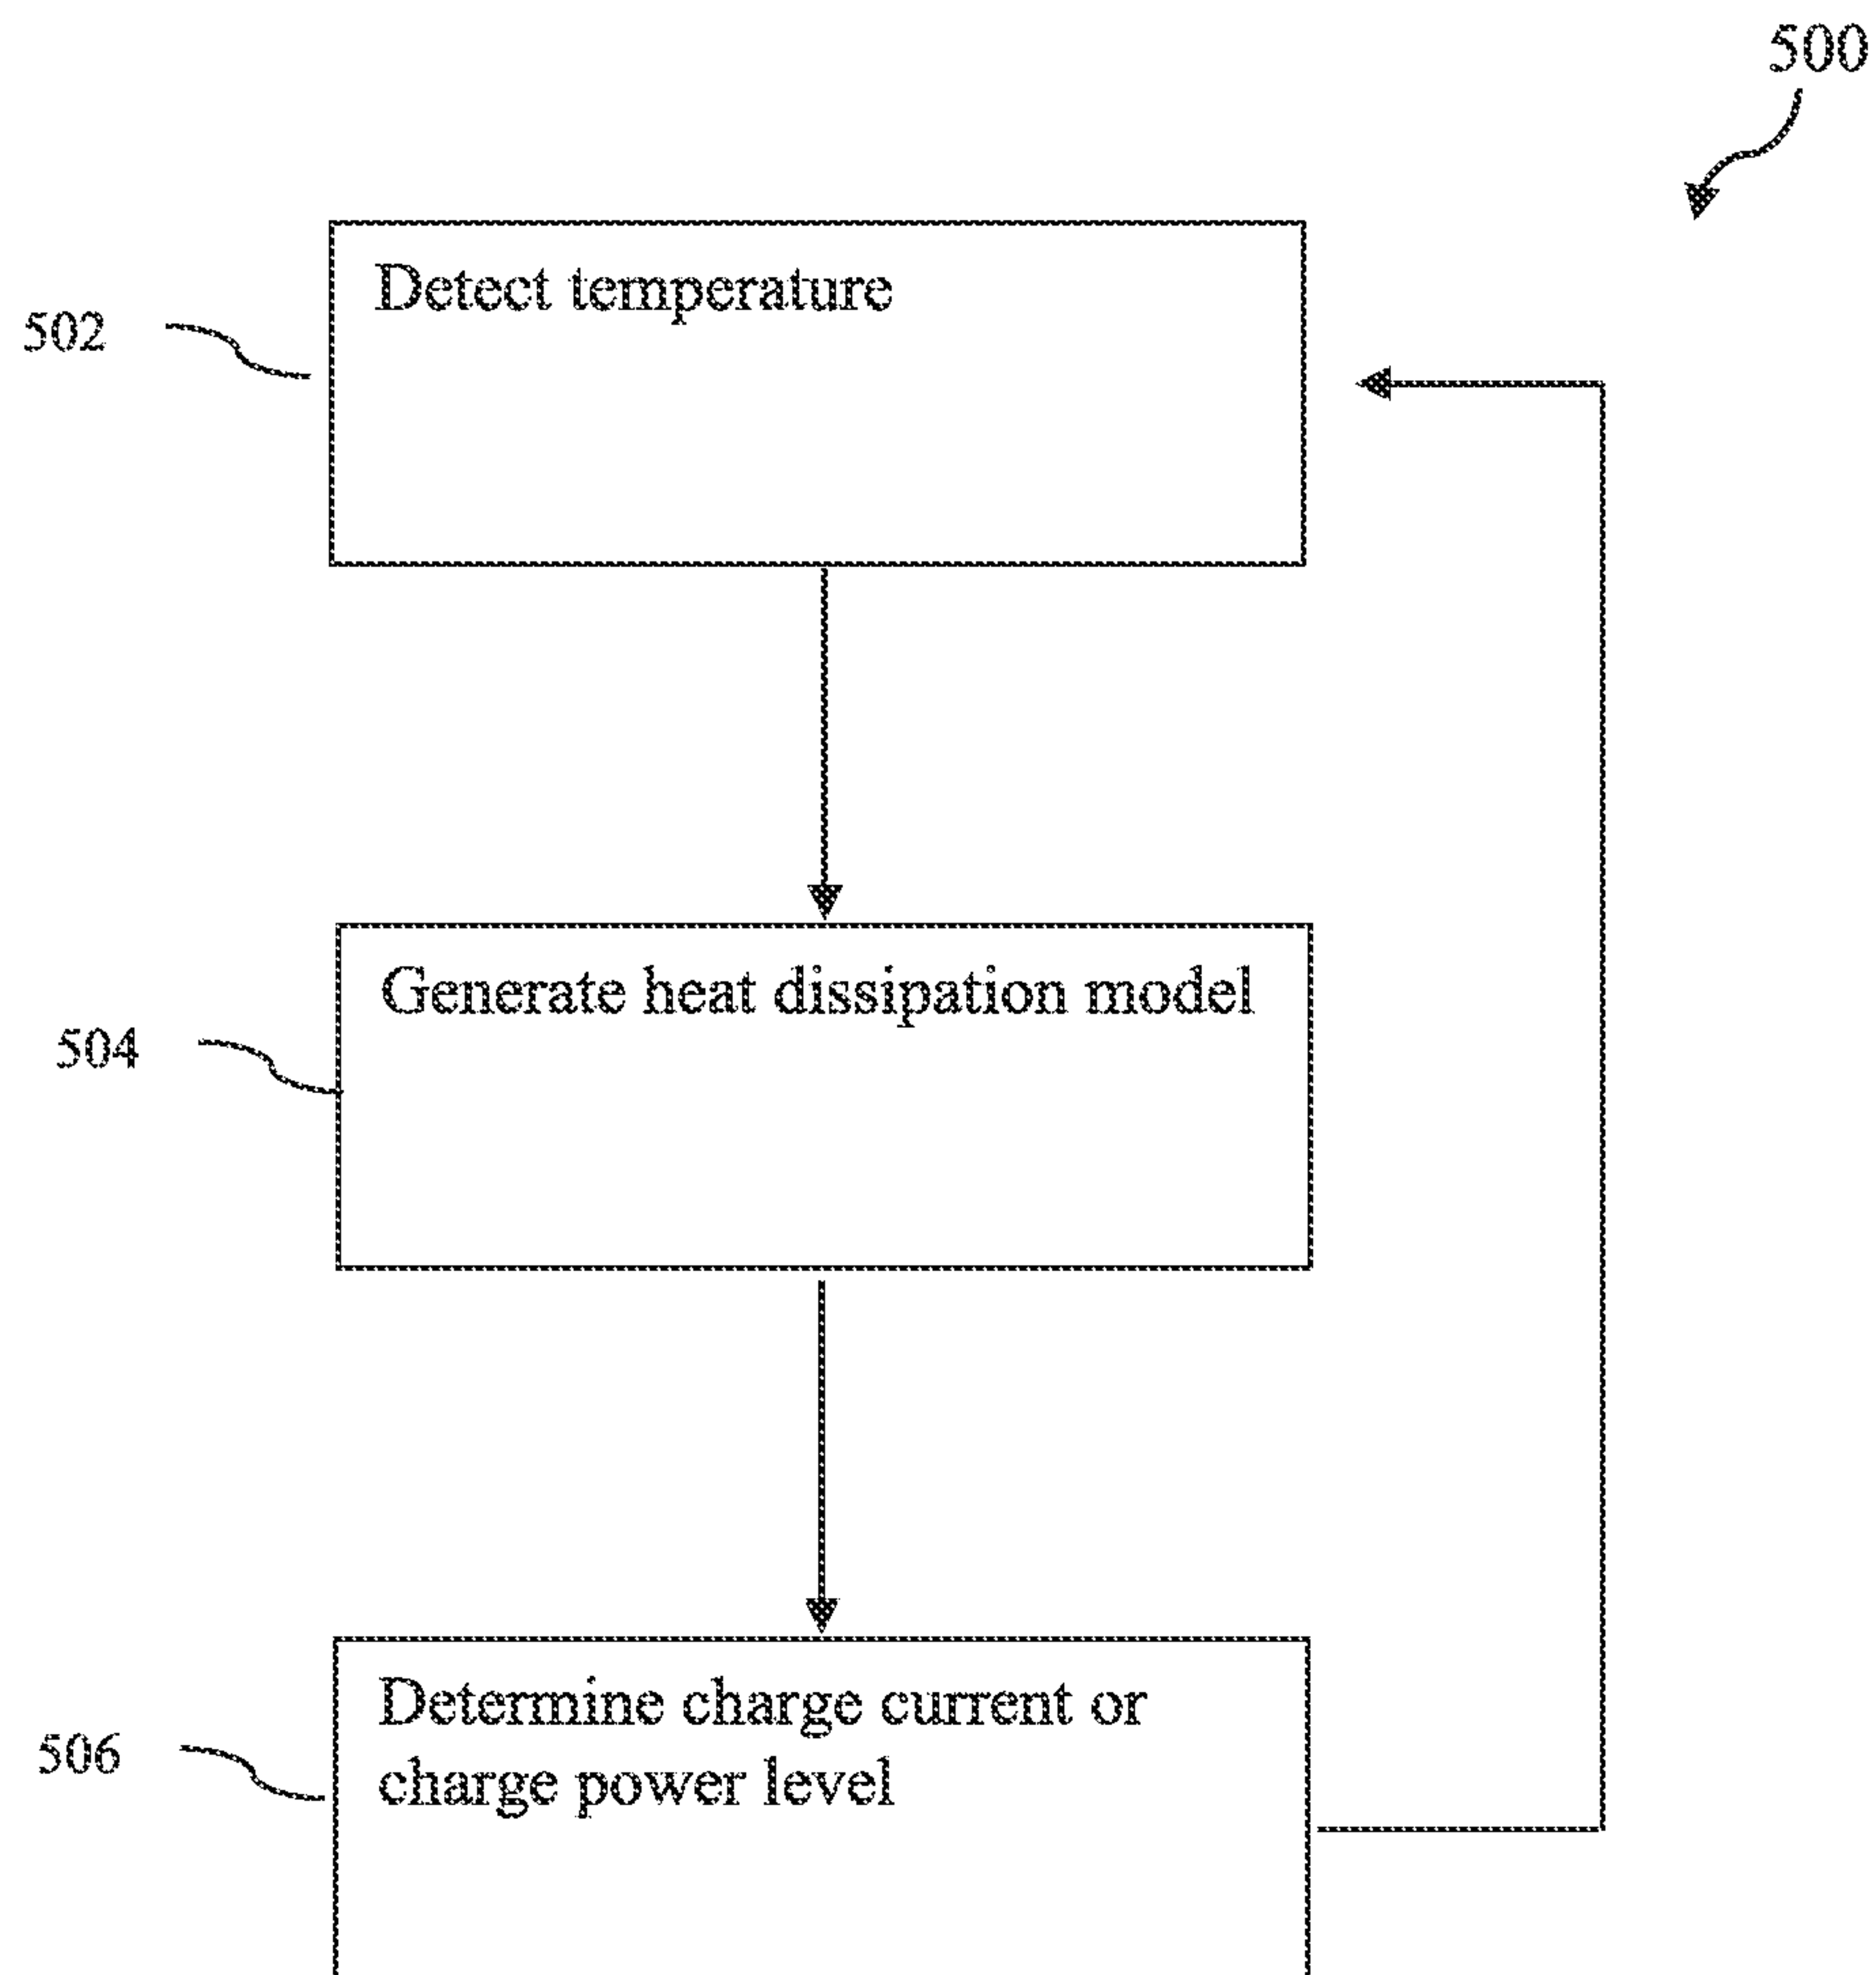 500
Detect temperature
502
Generate heat dissipation model
504
Determine charge current or
charge power level
506